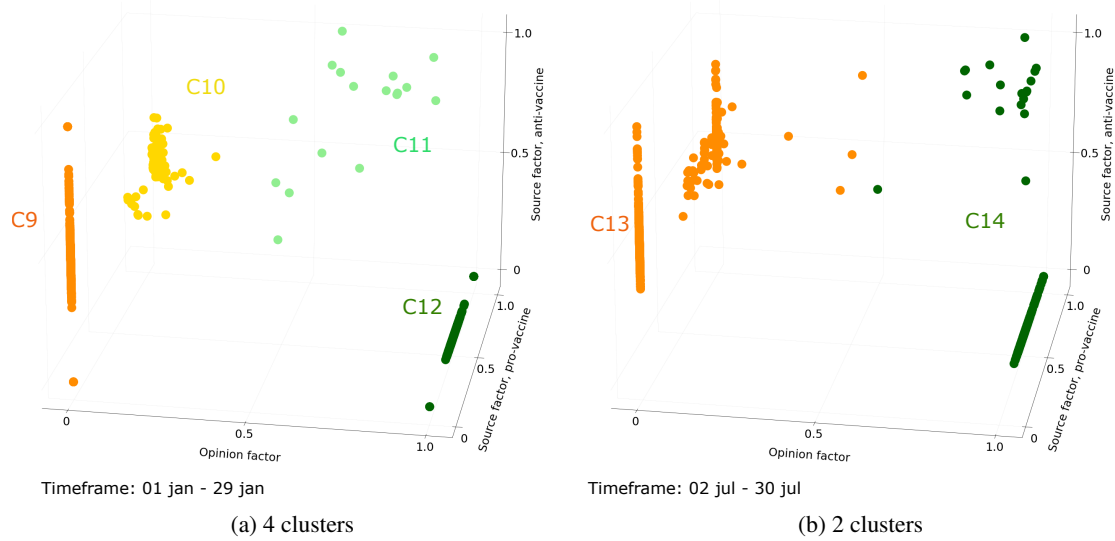 1.0
C10
C11
0.5
Source factor, anti-vaccine
C9
0
C12
1.0
0.5
Source factor, pro-vaccine
0
0
0.5
1.0
Opinion factor
Timeframe: 01 jan - 29 jan
(a) 4 clusters
1.0
0.5
Source factor, anti-vaccine
C13
C14
0
1.0
0.5
Source factor, pro-vaccine
0
0
0.5
1.0
Opinion factor
Timeframe: 02 jul - 30 jul
(b) 2 clusters